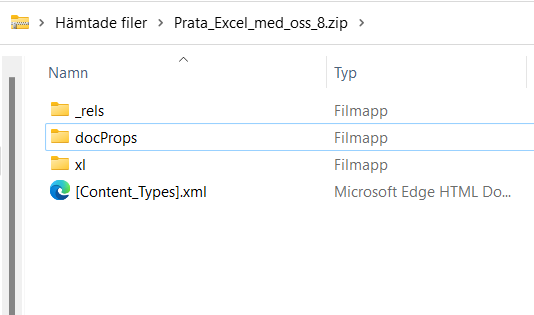 Hämtade filer > Prata_Excel_med_oss_8.zip >
Namn Typ
_rels Filmapp
docProps Filmapp
xl Filmapp
[Content_Types].xml Microsoft Edge HTML Do...